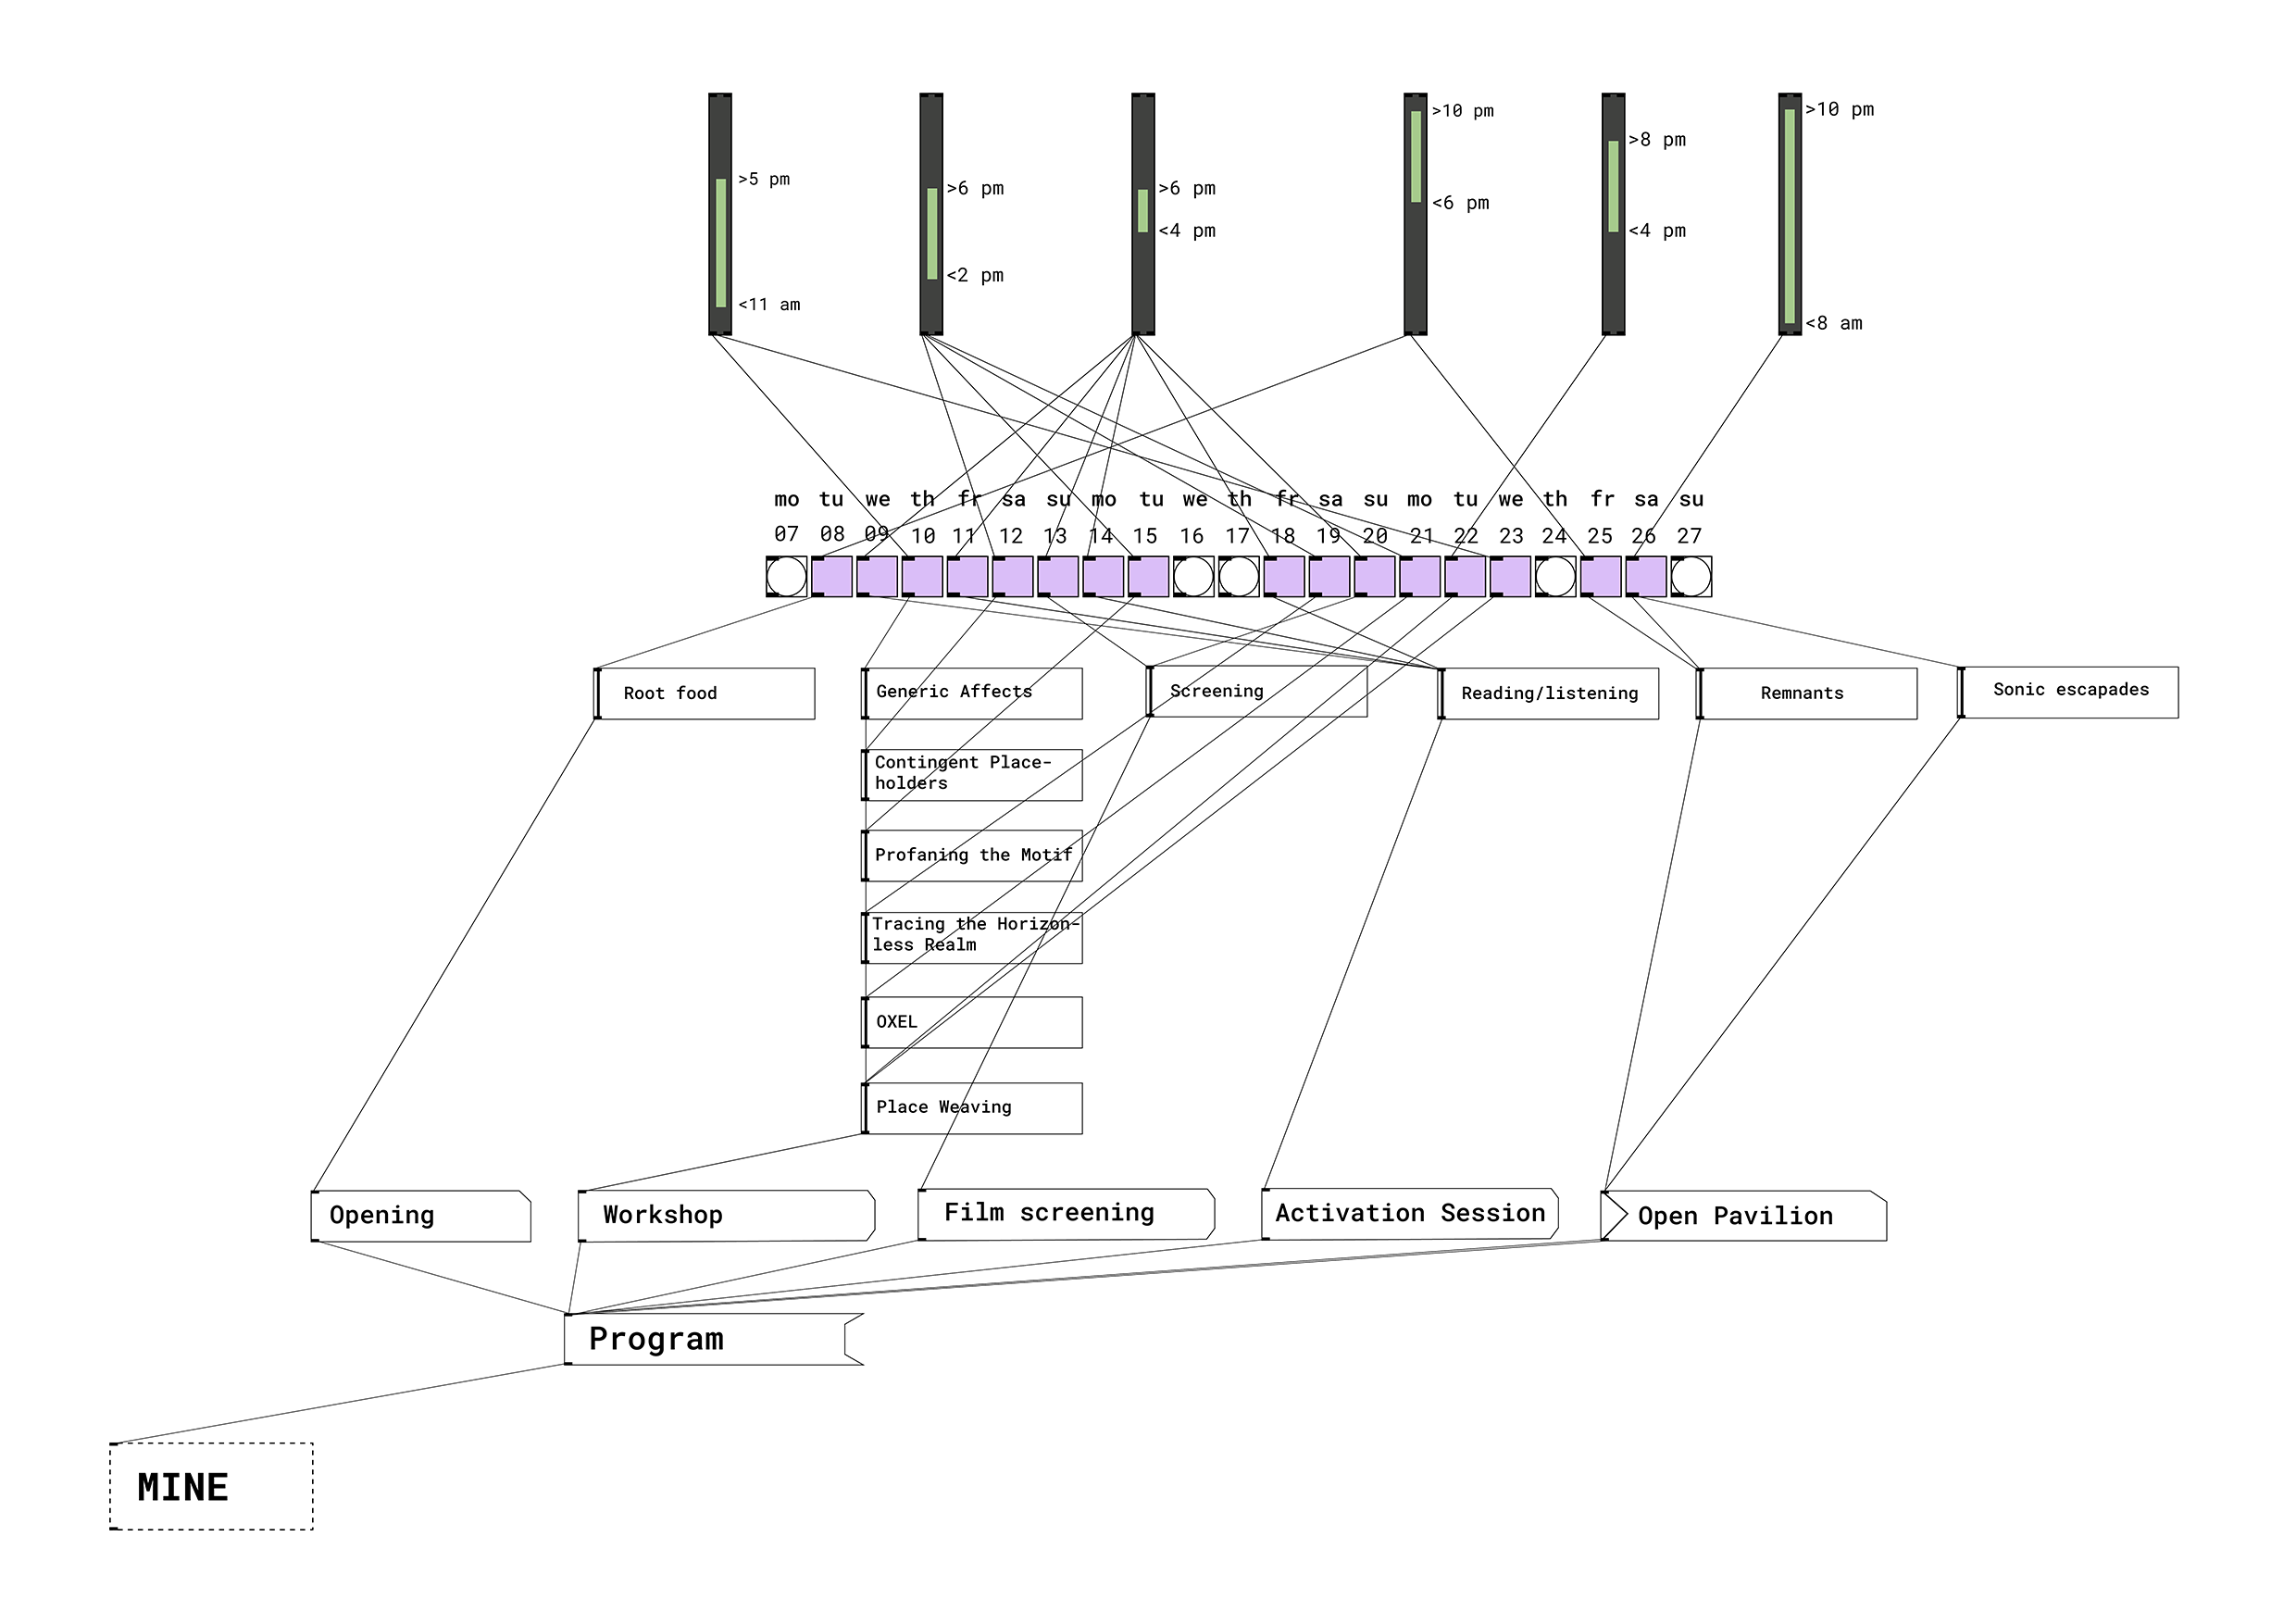 >5 pm
<11 am
>6 pm
<2 pm
>6 pm
<4 pm
>10 pm
<6 pm
>8 pm
<4 pm
>10 pm
<8 am
mo tu we th fr sa su mo tu we th fr sa su mo tu we th fr sa su
07 08 09 10 11 12 13 14 15 16 17 18 19 20 21 22 23 24 25 26 27
Root food
Generic Affects
Screening
Reading/listening
Remnants
Sonic escapades
Contingent Place-
holders
Profaning the Motif
Tracing the Horizon-
less Realm
OXEL
Place Weaving
Opening
Workshop
Film screening
Activation Session
Open Pavilion
Program
MINE